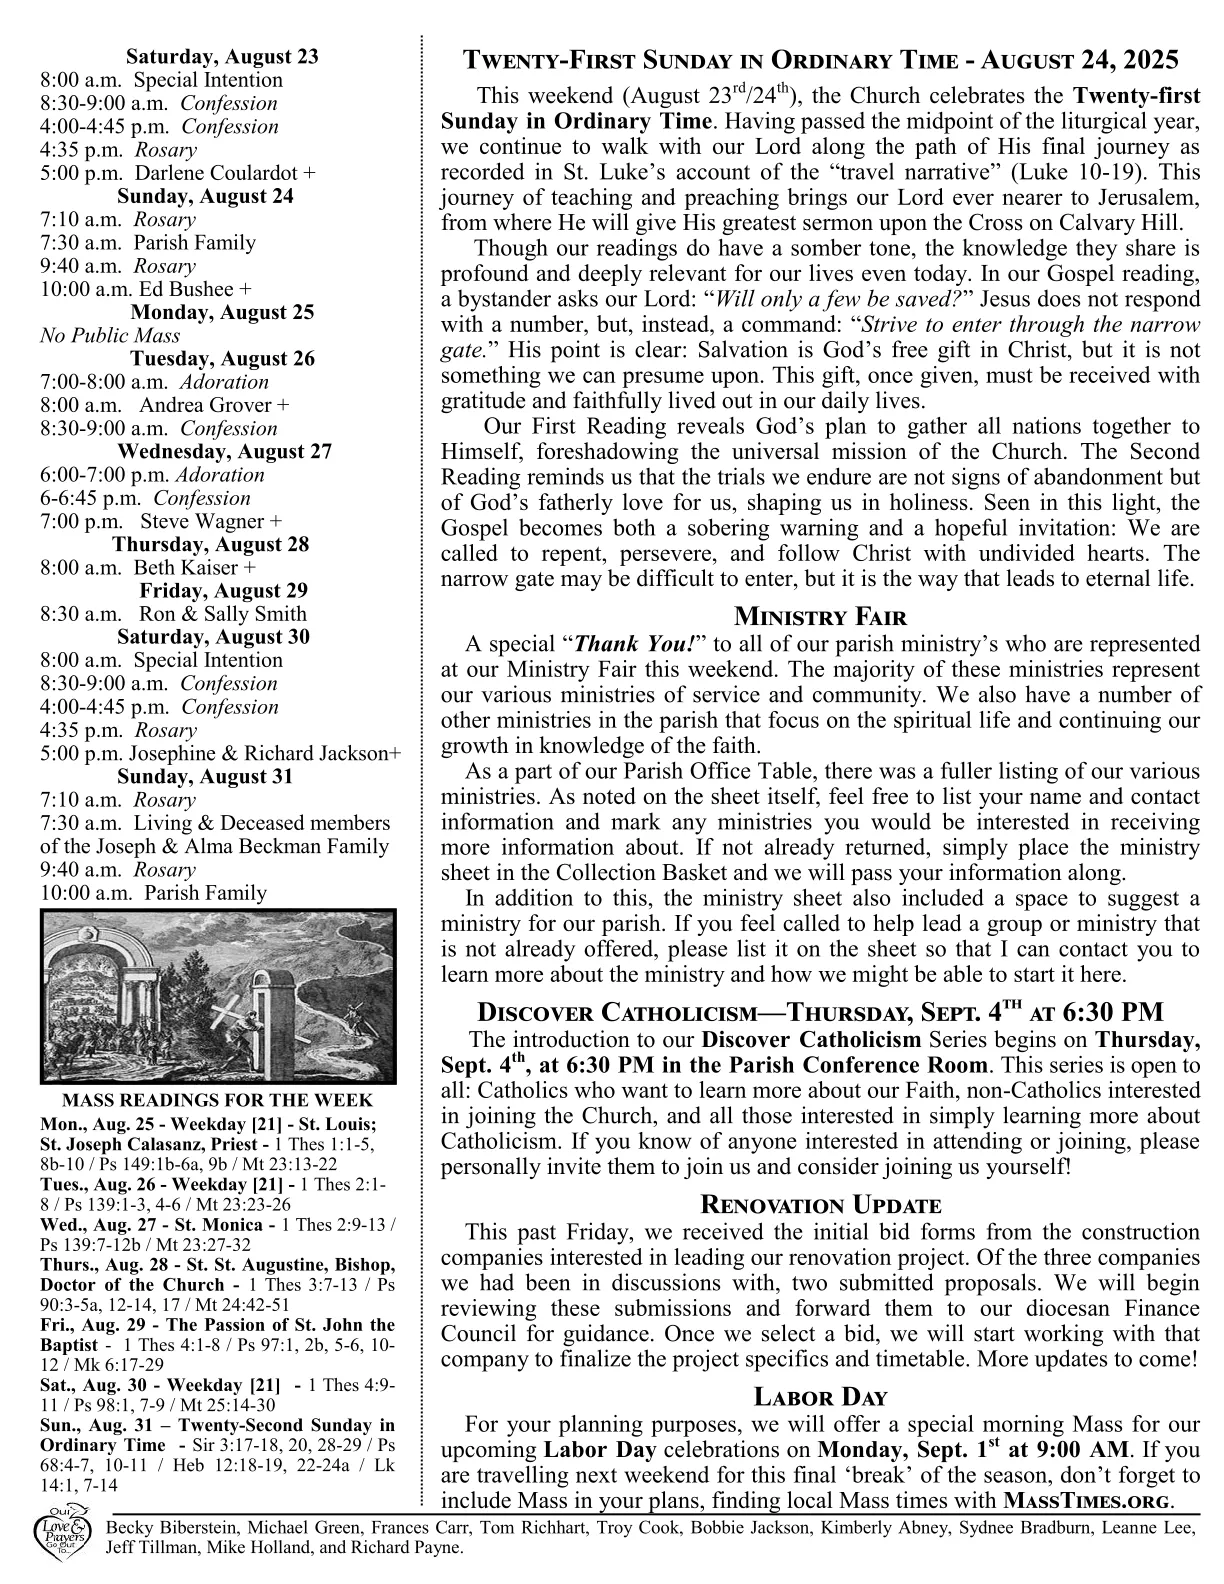 Saturday, August 23
8:00 a.m. Special Intention
8:30-9:00 a.m. Confession
4:00-4:45 p.m. Confession
4:35 p.m. Rosary
5:00 p.m. Darlene Coulardot +
Sunday, August 24
7:10 a.m. Rosary
7:30 a.m. Parish Family
9:40 a.m. Rosary
10:00 a.m. Ed Bushee +
Monday, August 25
No Public Mass
Tuesday, August 26
7:00-8:00 a.m. Adoration
8:00 a.m. Andrea Grover +
8:30-9:00 a.m. Confession
Wednesday, August 27
6:00-7:00 p.m. Adoration
6-6:45 p.m. Confession
7:00 p.m. Steve Wagner +
Thursday, August 28
8:00 a.m. Beth Kaiser +
Friday, August 29
8:30 a.m. Ron & Sally Smith
Saturday, August 30
8:00 a.m. Special Intention
8:30-9:00 a.m. Confession
4:00-4:45 p.m. Confession
4:35 p.m. Rosary
5:00 p.m. Josephine & Richard Jackson+
Sunday, August 31
7:10 a.m. Rosary
7:30 a.m. Living & Deceased members
of the Joseph & Alma Beckman Family
9:40 a.m. Rosary
10:00 a.m. Parish Family
MASS READINGS FOR THE WEEK
Mon., Aug. 25 - Weekday [21] - St. Louis;
St. Joseph Calasanz, Priest - 1 Thes 1:1-5,
8b-10 / Ps 149:1b-6a, 9b / Mt 23:13-22
Tues., Aug. 26 - Weekday [21] - 1 Thes 2:1-
8 / Ps 139:1-3, 4-6 / Mt 23:23-26
Wed., Aug. 27 - St. Monica - 1 Thes 2:9-13 /
Ps 139:7-12b / Mt 23:27-32
Thurs., Aug. 28 - St. St. Augustine, Bishop,
Doctor of the Church - 1 Thes 3:7-13 / Ps
90:3-5a, 12-14, 17 / Mt 24:42-51
Fri., Aug. 29 - The Passion of St. John the
Baptist - 1 Thes 4:1-8 / Ps 97:1, 2b, 5-6, 10-
12 / Mk 6:17-29
Sat., Aug. 30 - Weekday [21] - 1 Thes 4:9-
11 / Ps 98:1, 7-9 / Mt 25:14-30
Sun., Aug. 31 – Twenty-Second Sunday in
Ordinary Time - Sir 3:17-18, 20, 28-29 / Ps
68:4-7, 10-11 / Heb 12:18-19, 22-24a / Lk
14:1, 7-14
TWENTY-FIRST SUNDAY IN ORDINARY TIME - AUGUST 24, 2025
This weekend (August 23rd/24th), the Church celebrates the Twenty-first
Sunday in Ordinary Time. Having passed the midpoint of the liturgical year,
we continue to walk with our Lord along the path of His final journey as
recorded in St. Luke's account of the “travel narrative” (Luke 10-19). This
journey of teaching and preaching brings our Lord ever nearer to Jerusalem,
from where He will give His greatest sermon upon the Cross on Calvary Hill.
Though our readings do have a somber tone, the knowledge they share is
profound and deeply relevant for our lives even today. In our Gospel reading,
a bystander asks our Lord: “Will only a few be saved?” Jesus does not respond
with a number, but, instead, a command: “Strive to enter through the narrow
gate.” His point is clear: Salvation is God's free gift in Christ, but it is not
something we can presume upon. This gift, once given, must be received with
gratitude and faithfully lived out in our daily lives.
Our First Reading reveals God's plan to gather all nations together to
Himself, foreshadowing the universal mission of the Church. The Second
Reading reminds us that the trials we endure are not signs of abandonment but
of God's fatherly love for us, shaping us in holiness. Seen in this light, the
Gospel becomes both a sobering warning and a hopeful invitation: We are
called to repent, persevere, and follow Christ with undivided hearts. The
narrow gate may be difficult to enter, but it is the way that leads to eternal life.
MINISTRY FAIR
A special “Thank You!” to all of our parish ministry's who are represented
at our Ministry Fair this weekend. The majority of these ministries represent
our various ministries of service and community. We also have a number of
other ministries in the parish that focus on the spiritual life and continuing our
growth in knowledge of the faith.
As a part of our Parish Office Table, there was a fuller listing of our various
ministries. As noted on the sheet itself, feel free to list your name and contact
information and mark any ministries you would be interested in receiving
more information about. If not already returned, simply place the ministry
sheet in the Collection Basket and we will pass your information along.
In addition to this, the ministry sheet also included a space to suggest a
ministry for our parish. If you feel called to help lead a group or ministry that
is not already offered, please list it on the sheet so that I can contact you to
learn more about the ministry and how we might be able to start it here.
DISCOVER CATHOLICISM—THURSDAY, SEPT. 4TH AT 6:30 PM
The introduction to our Discover Catholicism Series begins on Thursday,
Sept. 4th, at 6:30 PM in the Parish Conference Room. This series is open to
all: Catholics who want to learn more about our Faith, non-Catholics interested
in joining the Church, and all those interested in simply learning more about
Catholicism. If you know of anyone interested in attending or joining, please
personally invite them to join us and consider joining us yourself!
RENOVATION UPDATE
This past Friday, we received the initial bid forms from the construction
companies interested in leading our renovation project. Of the three companies
we had been in discussions with, two submitted proposals. We will begin
reviewing these submissions and forward them to our diocesan Finance
Council for guidance. Once we select a bid, we will start working with that
company to finalize the project specifics and timetable. More updates to come!
LABOR DAY
For your planning purposes, we will offer a special morning Mass for our
upcoming Labor Day celebrations on Monday, Sept. 1st at 9:00 AM. If you
are travelling next weekend for this final ‘break’ of the season, don't forget to
include Mass in your plans, finding local Mass times with MASSTIMES.ORG.
Our
Love &
Prayers
Go Out
To...
Becky Biberstein, Michael Green, Frances Carr, Tom Richhart, Troy Cook, Bobbie Jackson, Kimberly Abney, Sydnee Bradburn, Leanne Lee,
Jeff Tillman, Mike Holland, and Richard Payne.